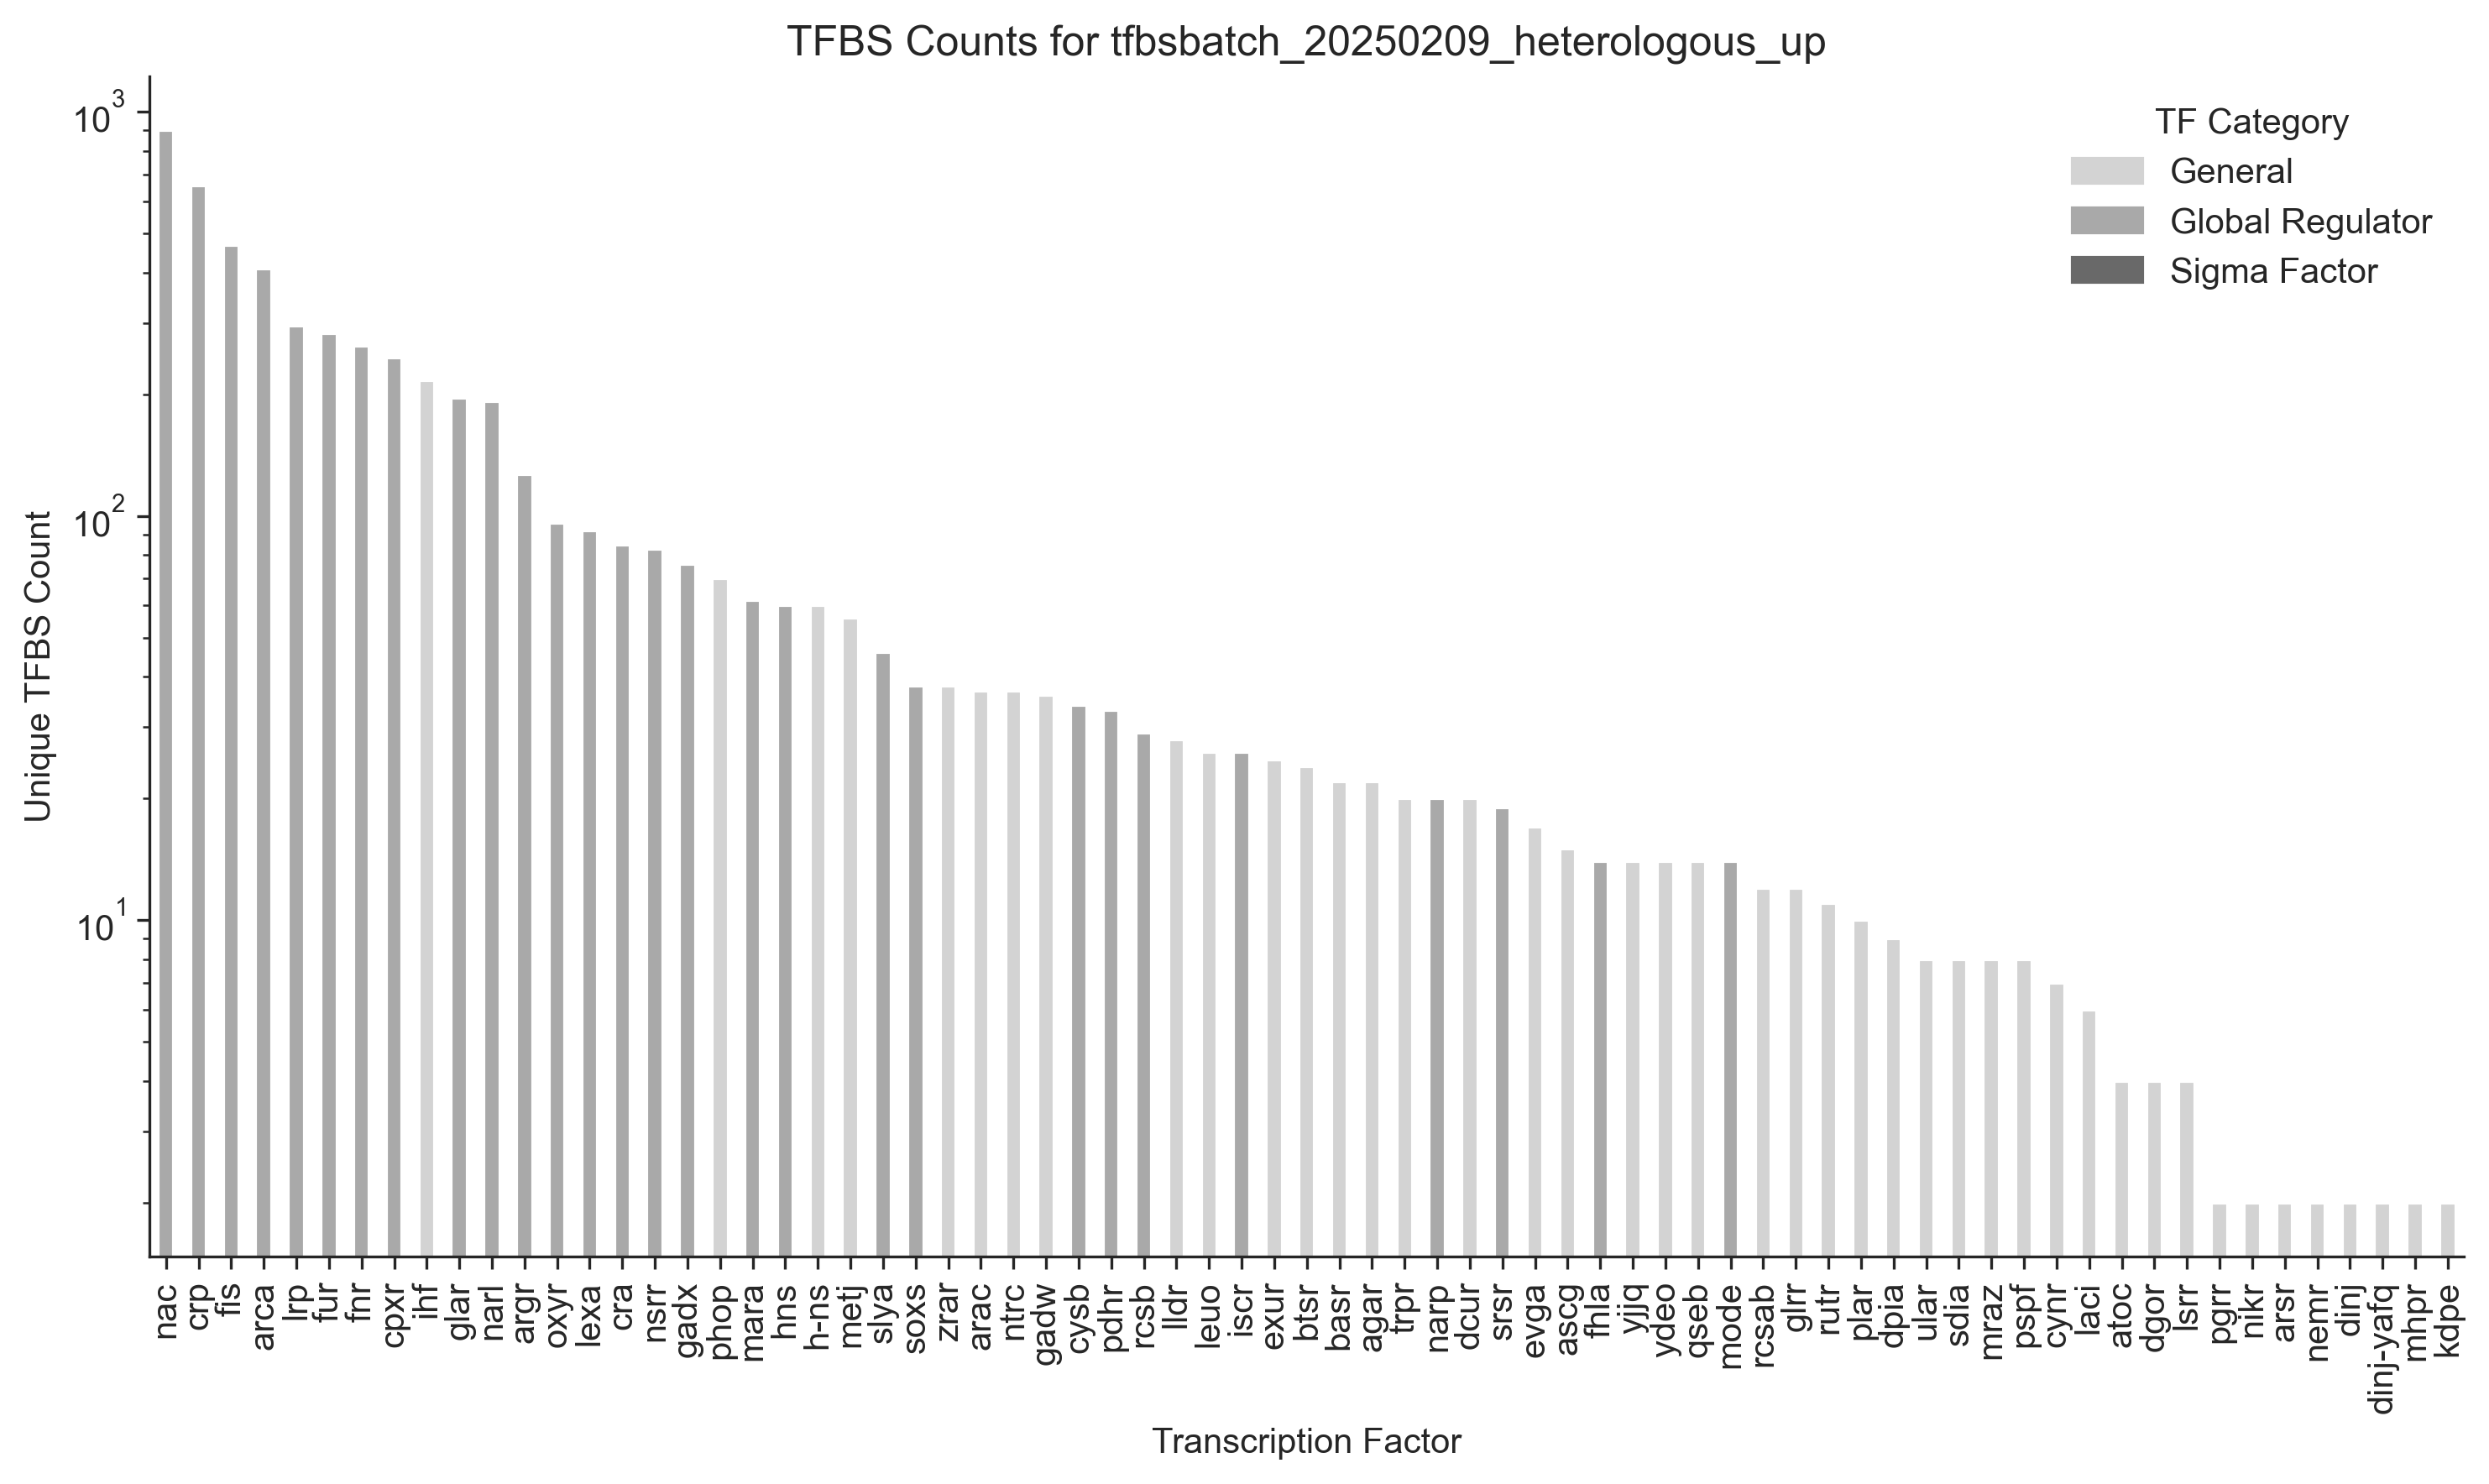 TFBS Counts for tfbsbatch_20250209_heterologous_up
TF Category
General
Global Regulator
Sigma Factor
Unique TFBS Count
10^3
10^2
10^1
nac
crp
fis
arca
lrp
fur
fnr
cpxr
ihf
glar
narl
argr
oxyr
lexa
cra
nsrr
gadx
phop
mara
hns
h-ns
metj
slya
soxs
zrar
arac
ntrc
gadw
cysb
pdhr
rcsb
lldr
leuo
iscr
exur
btsr
basr
agar
trpr
narp
dcur
srsr
evga
ascg
fhla
yjjq
ydeo
qseb
mode
rcsab
glrr
rutr
plar
dpia
ular
sdia
mraz
pspf
cynr
laci
atoc
dgor
lsrr
pgrr
nikr
arsr
nemr
dinj
dinj-yafq
mhpr
kdpe
Transcription Factor